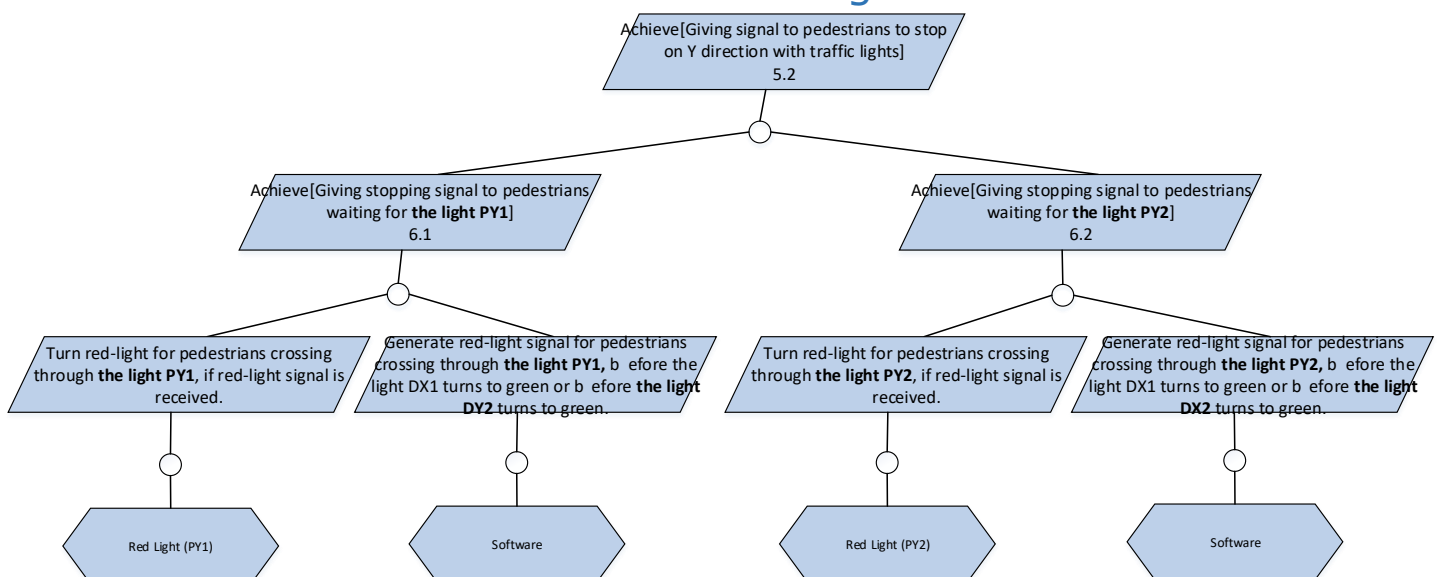 Achieve[Giving signal to pedestrians to stop
on Y direction with traffic lights]
5.2
Achieve[Giving stopping signal to pedestrians
waiting for the light PY1]
6.1
Achieve[Giving stopping signal to pedestrians
waiting for the light PY2]
6.2
Turn red-light for pedestrians crossing
through the light PY1, if red-light signal is
received.
Generate red-light signal for pedestrians
crossing through the light PY1, b efore the
light DX1 turns to green or b efore the light
DY2 turns to green.
Turn red-light for pedestrians crossing
through the light PY2, if red-light signal is
received.
Generate red-light signal for pedestrians
crossing through the light PY2, b efore the
light DX1 turns to green or b efore the light
DX2 turns to green.
Red Light (PY1)
Software
Red Light (PY2)
Software